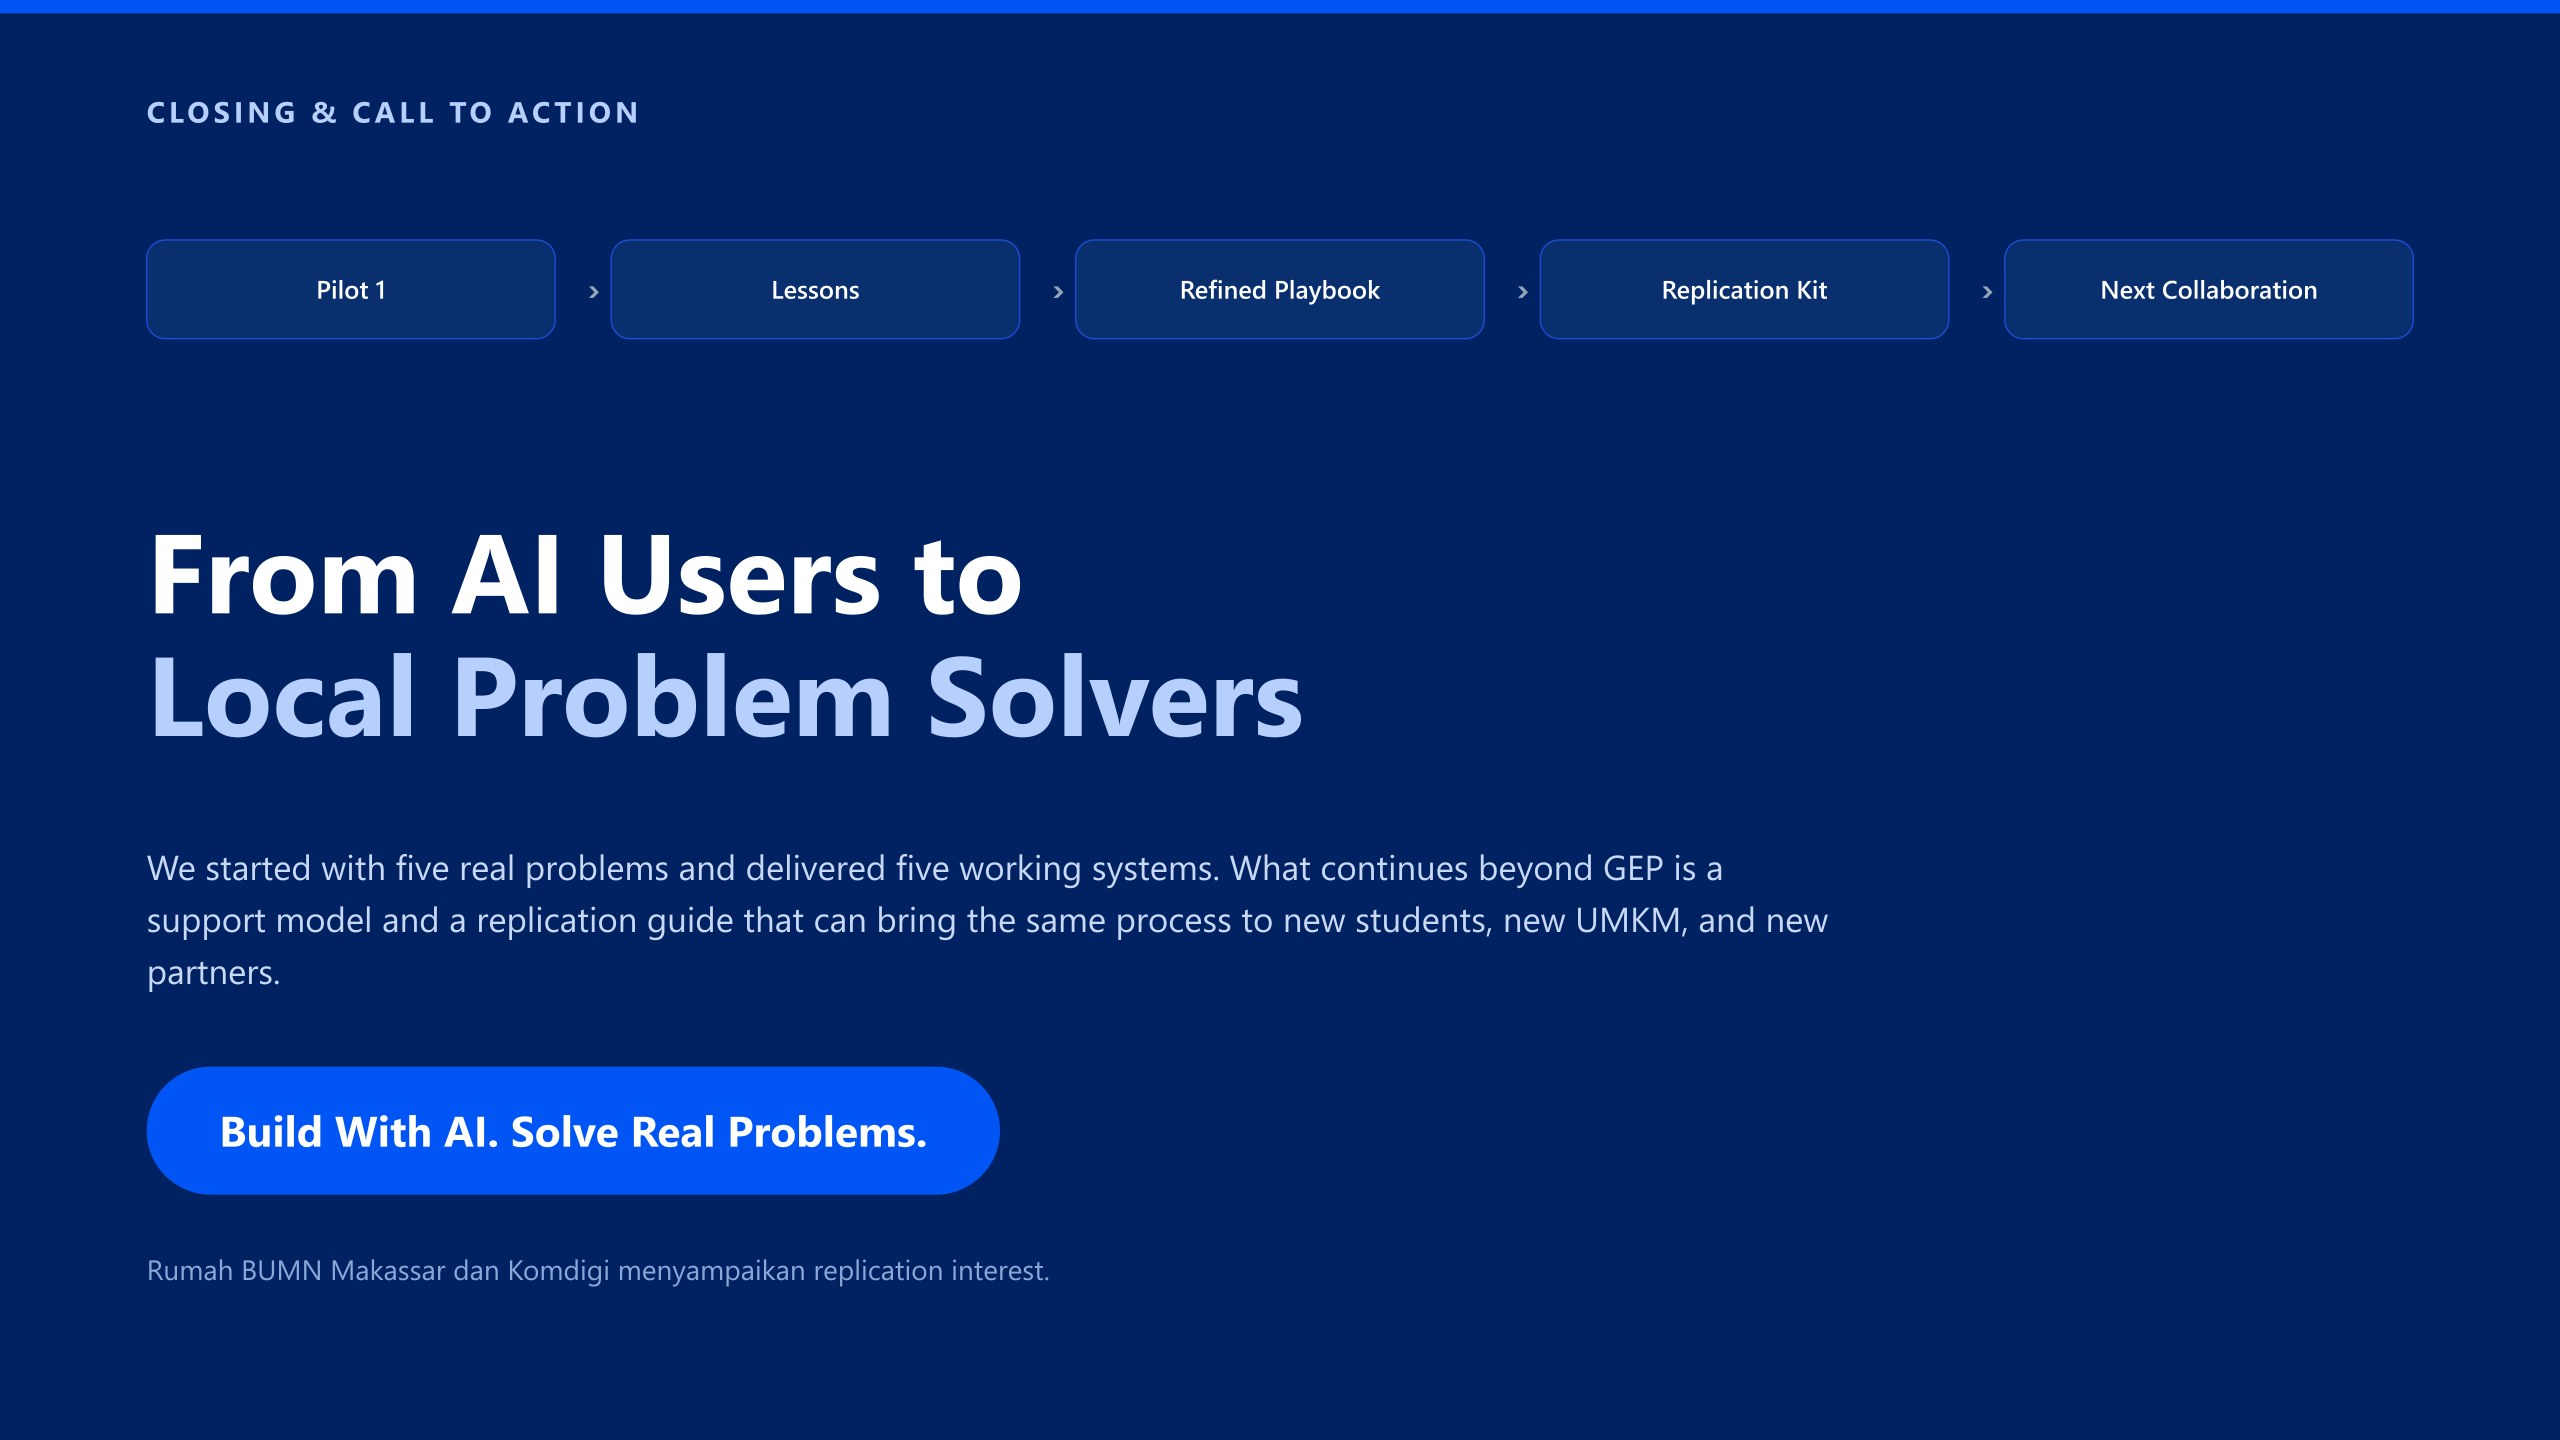 CLOSING & CALL TO ACTION
Pilot 1 › Lessons › Refined Playbook › Replication Kit › Next Collaboration
From AI Users to
Local Problem Solvers
We started with five real problems and delivered five working systems. What continues beyond GEP is a
support model and a replication guide that can bring the same process to new students, new UMKM, and new
partners.
Build With AI. Solve Real Problems.
Rumah BUMN Makassar dan Komdigi menyampaikan replication interest.